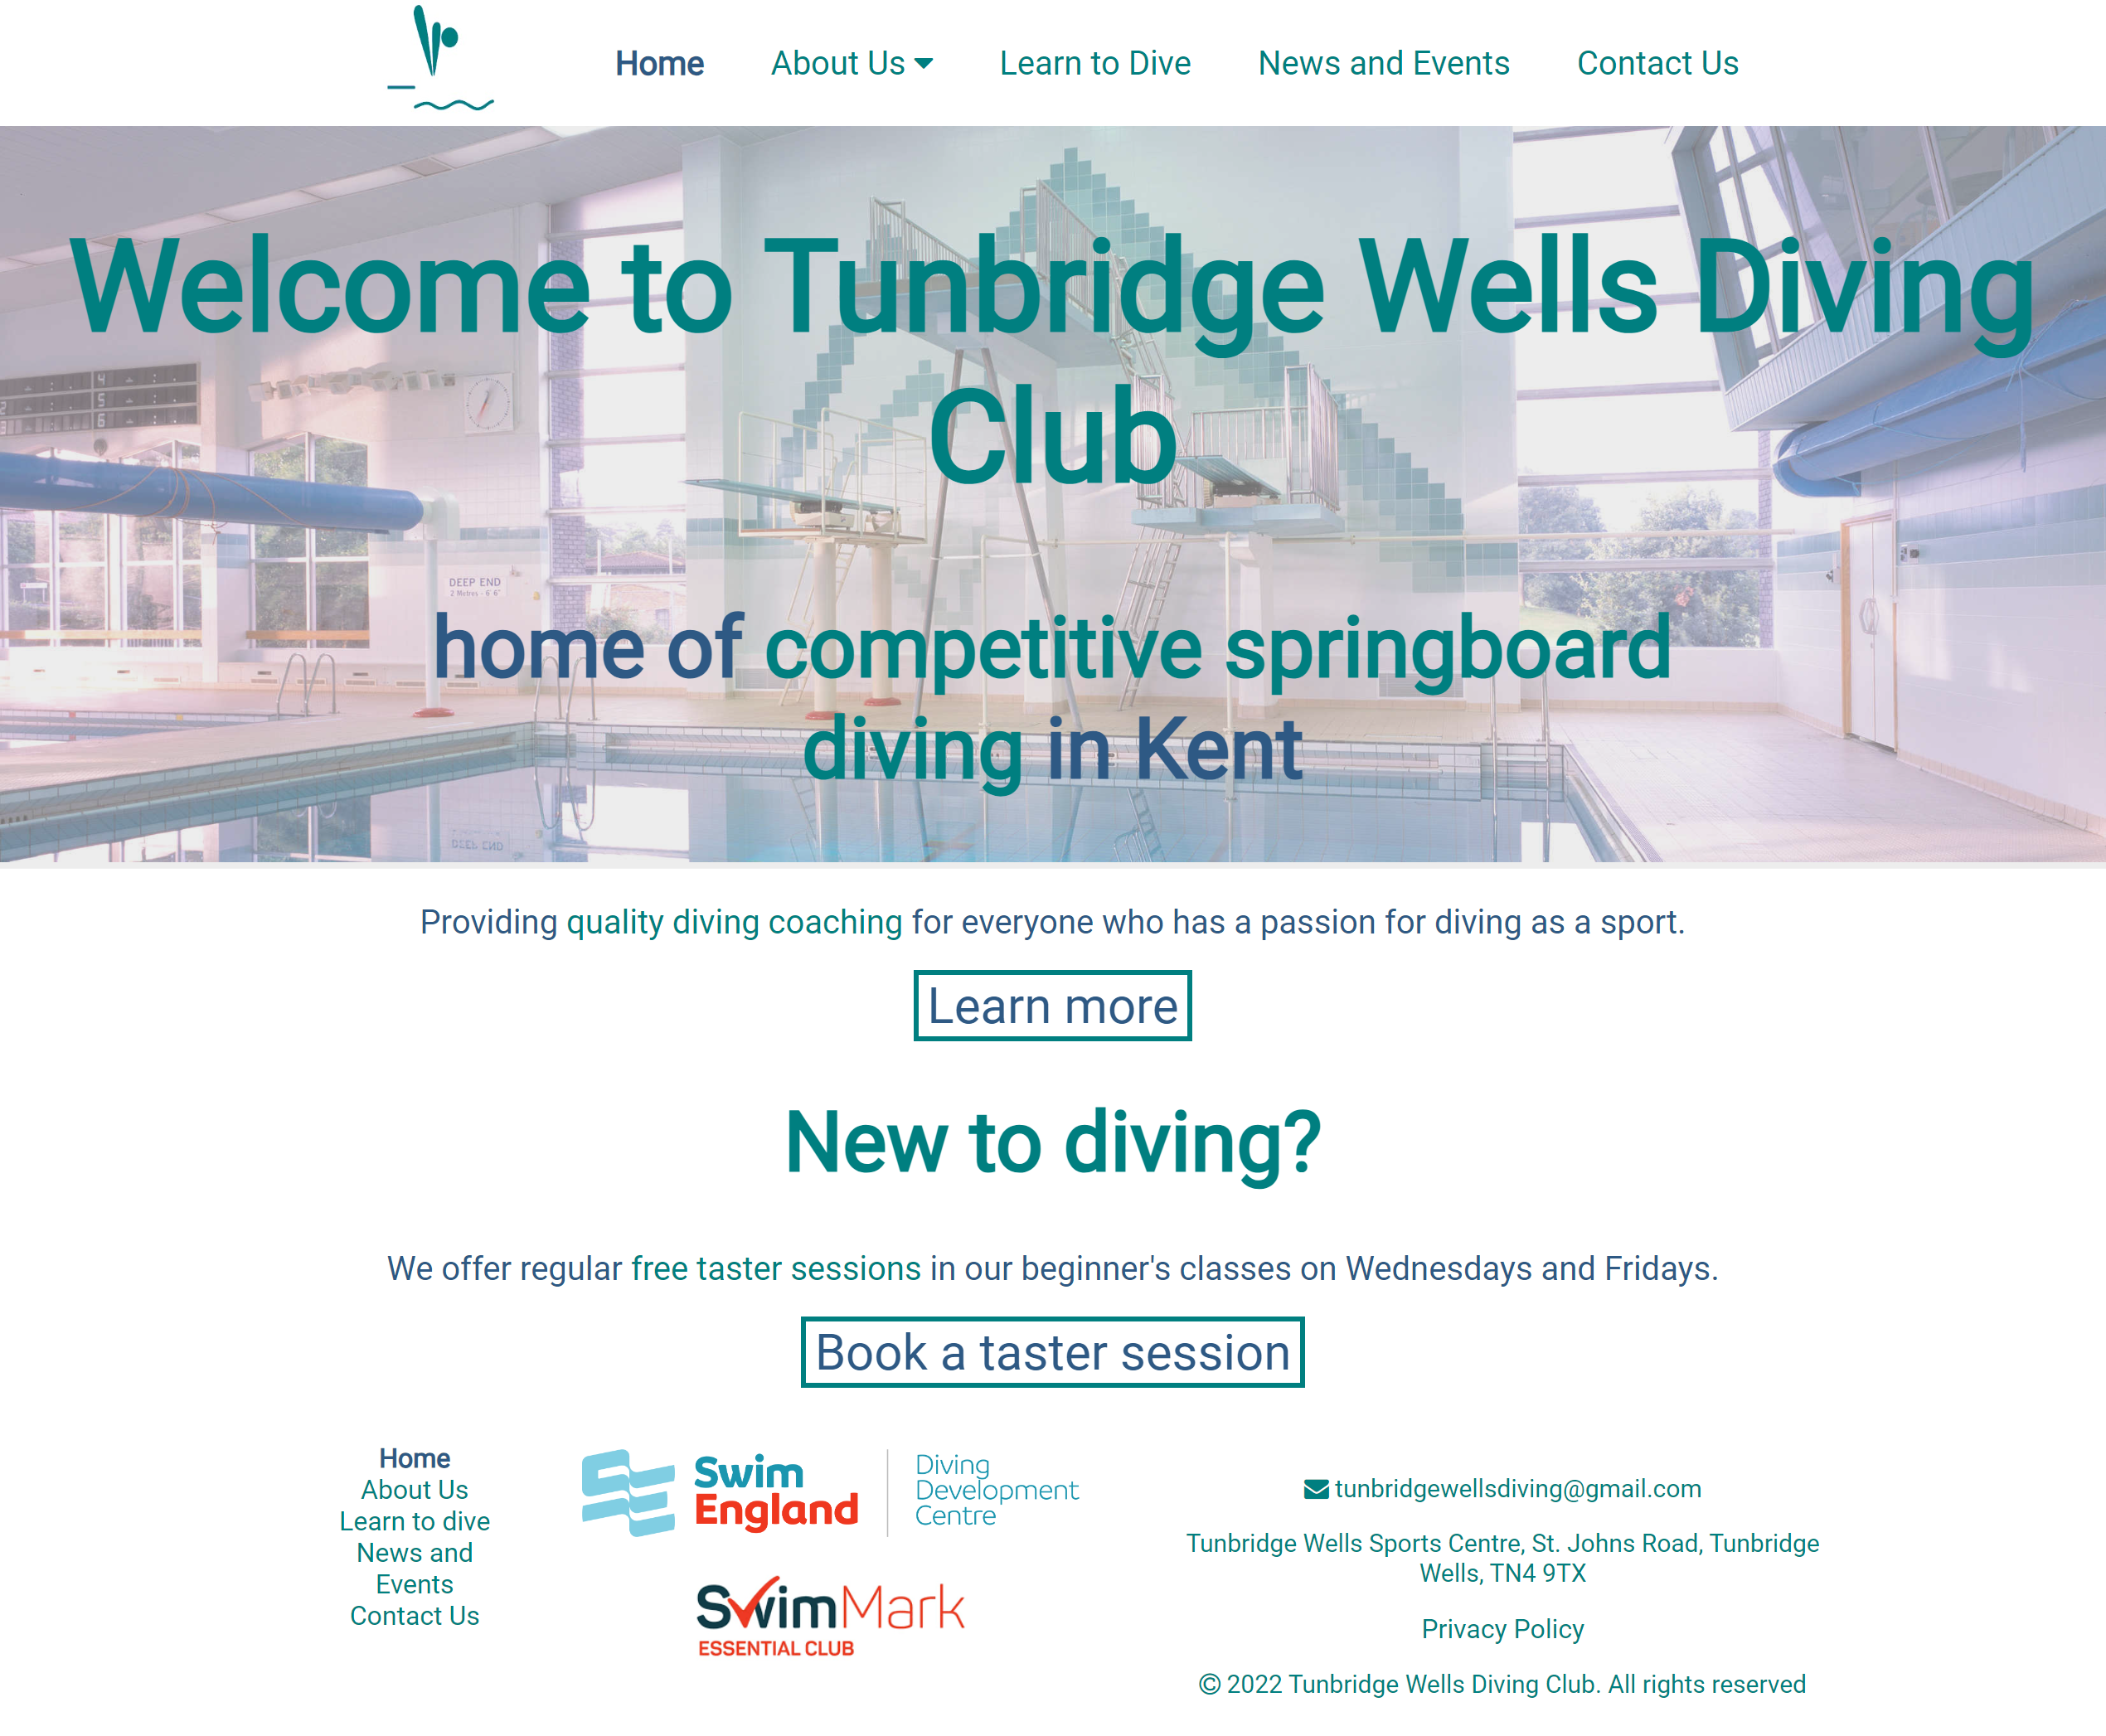 Home
About Us
Learn to Dive
News and Events
Contact Us
Welcome to Tunbridge Wells Diving
Club
4
5
6
DEEP END
2 Metres - 6' 6"
home of competitive springboard
diving in Kent
Providing quality diving coaching for everyone who has a passion for diving as a sport.
Learn more
New to diving?
We offer regular free taster sessions in our beginner's classes on Wednesdays and Fridays.
Book a taster session
Home
About Us
Learn to dive
News and
Events
Contact Us
Swim
England
Diving
Development
Centre
SwimMark
ESSENTIAL CLUB
tunbridgewellsdiving@gmail.com
Tunbridge Wells Sports Centre, St. Johns Road, Tunbridge
Wells, TN4 9TX
Privacy Policy
© 2022 Tunbridge Wells Diving Club. All rights reserved